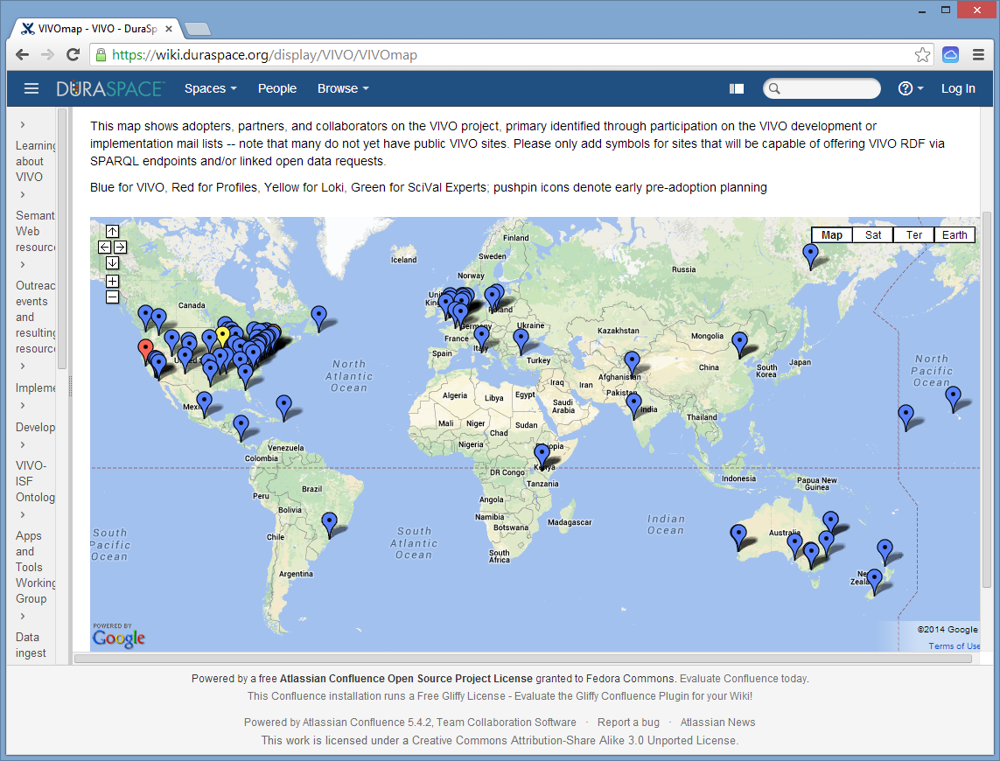 VIVOmap - VIVO - DuraSp
https://wiki.duraspace.org/display/VIVO/VIVOmap
DURASPACE
Spaces
People
Browse
Log In
Learning
about
VIVO
Semant
Web
resourc
Outreac
events
and
resulting
resourc
Impleme
Develop
VIVO-
ISF
Ontolog
Apps
and
Tools
Working
Group
Data
ingest
This map shows adopters, partners, and collaborators on the VIVO project, primary identified through participation on the VIVO development or
implementation mail lists -- note that many do not yet have public VIVO sites. Please only add symbols for sites that will be capable of offering VIVO RDF via
SPARQL endpoints and/or linked open data requests.
Blue for VIVO, Red for Profiles, Yellow for Loki, Green for SciVal Experts; pushpin icons denote early pre-adoption planning
Map
Sat
Ter
Earth
Finland
Iceland
Sweden
Norway
Russia
Canada
Poland
Germany
Ukraine
France
Kazakhstan
Mongolia
Italy
Spain
Turkey
China
South
Korea
Japan
North
Atlantic
Ocean
North
Pacific
Ocean
Afghanistan
Iraq
Iran
Pakistan
Algeria
Libya
Egypt
Saudi
Arabia
India
Mali
Niger
Sudan
Chad
Thailand
Nigeria
Ethiopia
Venezuela
Colombia
DR Congo
Kenya
Tanzania
Indonesia
Papua New
Guinea
Brazil
Peru
Bolivia
Angola
Namibia
Botswana
Madagascar
Indian
Ocean
Australia
Chile
South
Pacific
Ocean
South
Atlantic
Ocean
South
Africa
Argentina
POWERED BY
Google
©2014 Google
Terms of Use
Powered by a free Atlassian Confluence Open Source Project License granted to Fedora Commons. Evaluate Confluence today.
This Confluence installation runs a Free Gliffy License - Evaluate the Gliffy Confluence Plugin for your Wiki!
Powered by Atlassian Confluence 5.4.2, Team Collaboration Software · Report a bug · Atlassian News
This work is licensed under a Creative Commons Attribution-Share Alike 3.0 Unported License.